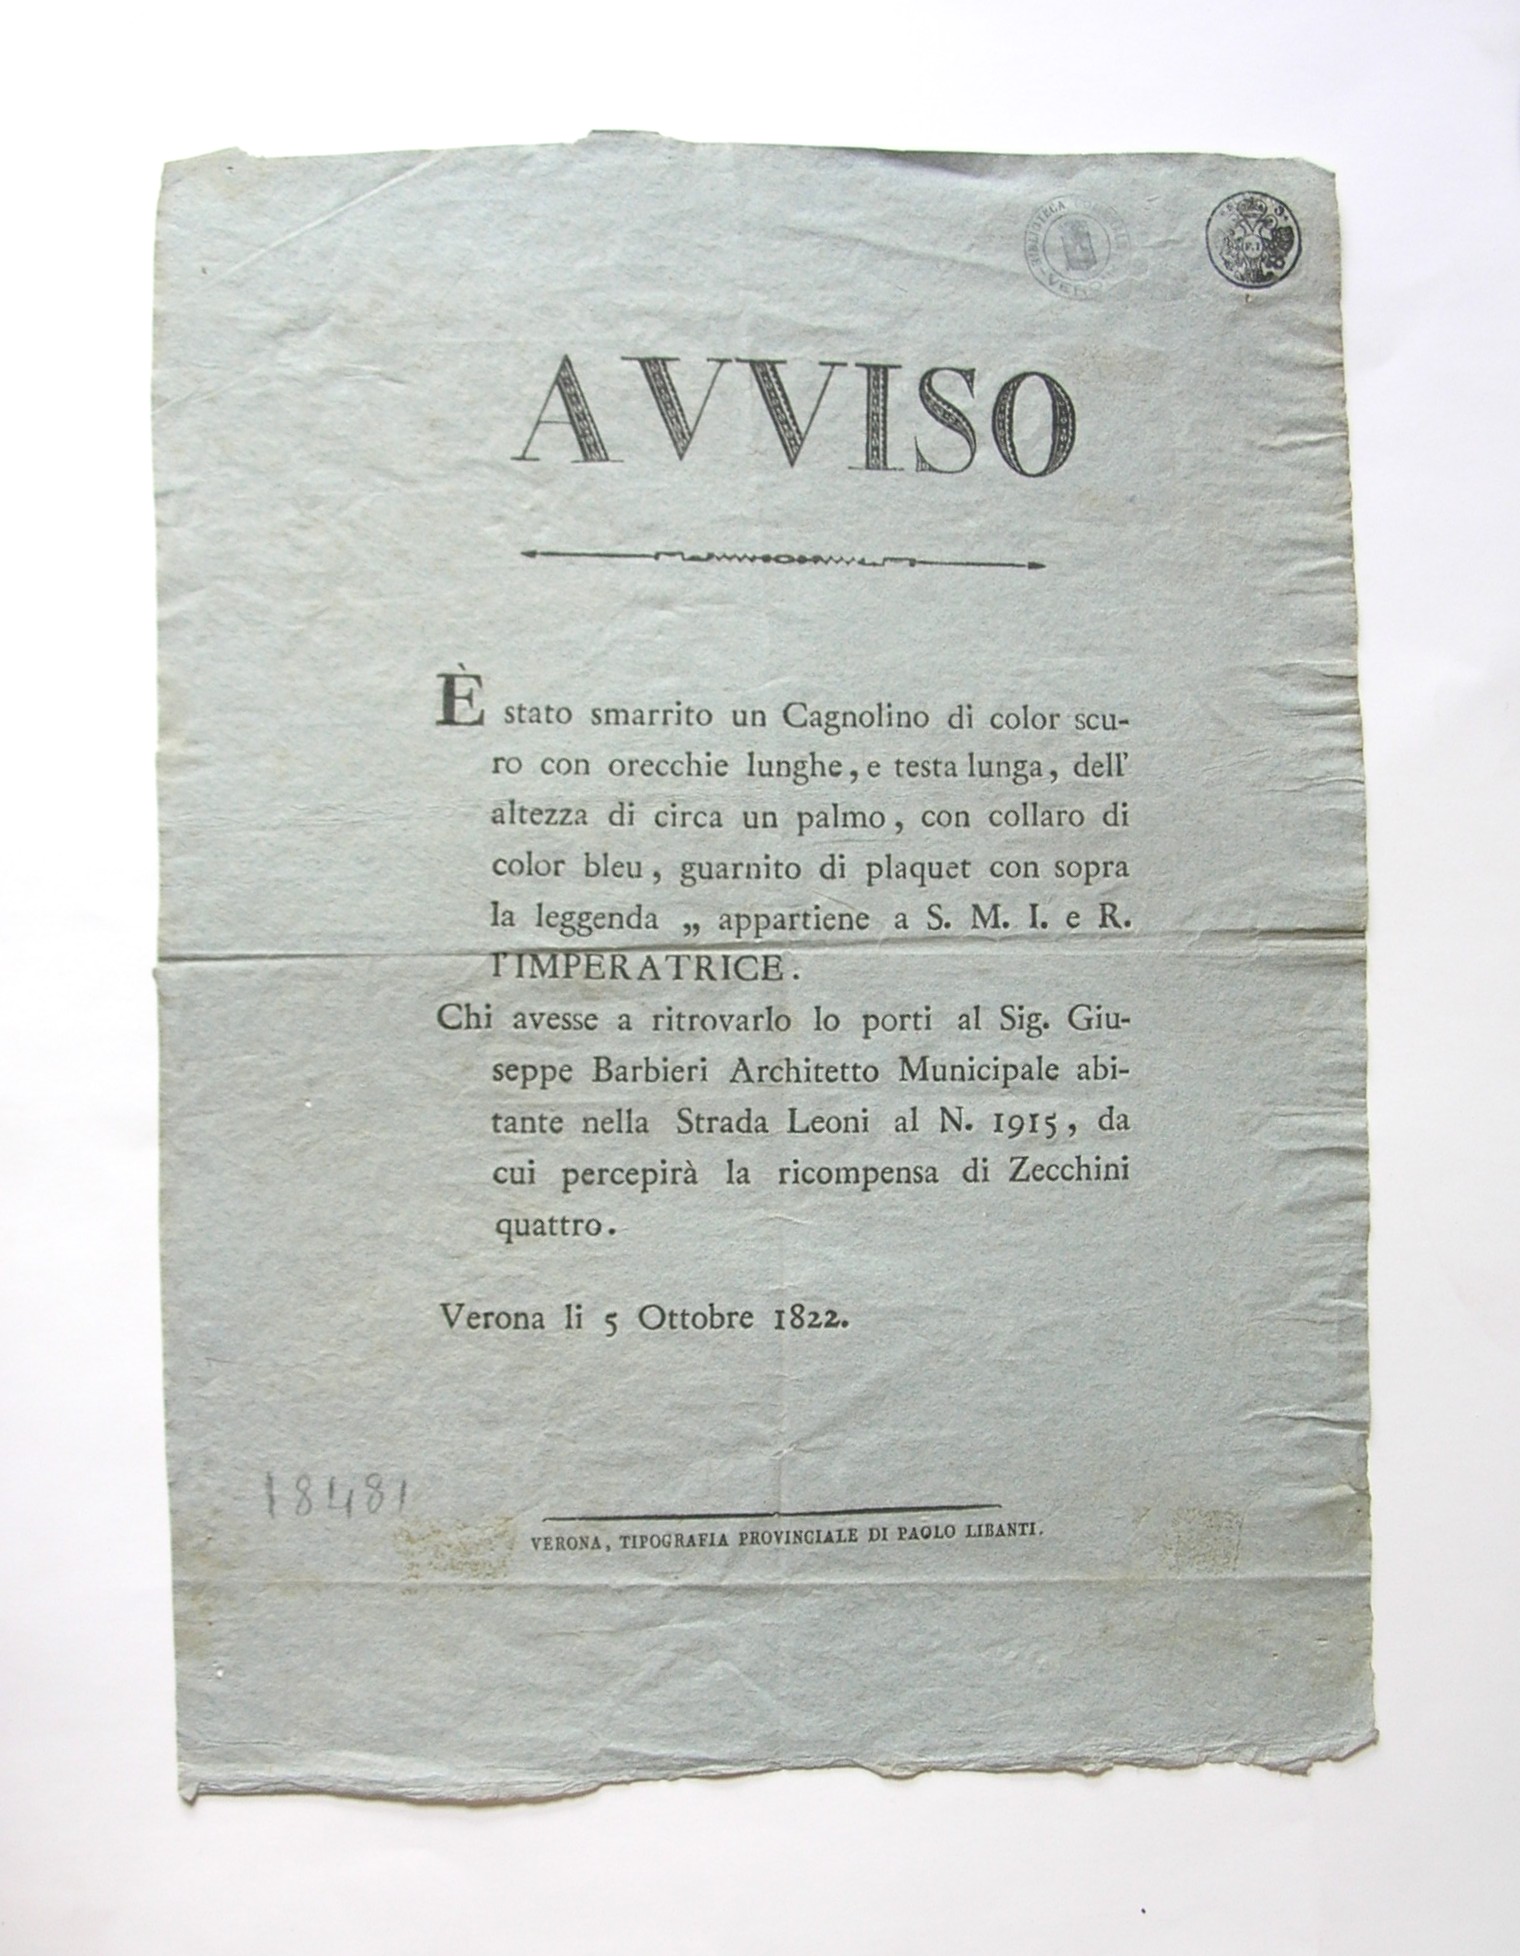 BIBLIOTECA
VERONA
F. I
AVVISO
È stato smarrito un Cagnolino di color scu-
ro con orecchie lunghe, e testa lunga, dell'
altezza di circa un palmo, con collaro di
color bleu, guarnito di plaquet con sopra
la leggenda „ appartiene a S. M. I. e R.
l'IMPERATRICE.
Chi avesse a ritrovarlo lo porti al Sig. Giu-
seppe Barbieri Architetto Municipale abi-
tante nella Strada Leoni al N. 1915, da
cui percepirà la ricompensa di Zecchini
quattro.
Verona li 5 Ottobre 1822.
18481
VERONA, TIPOGRAFIA PROVINCIALE DI PAOLO LIBANTI.